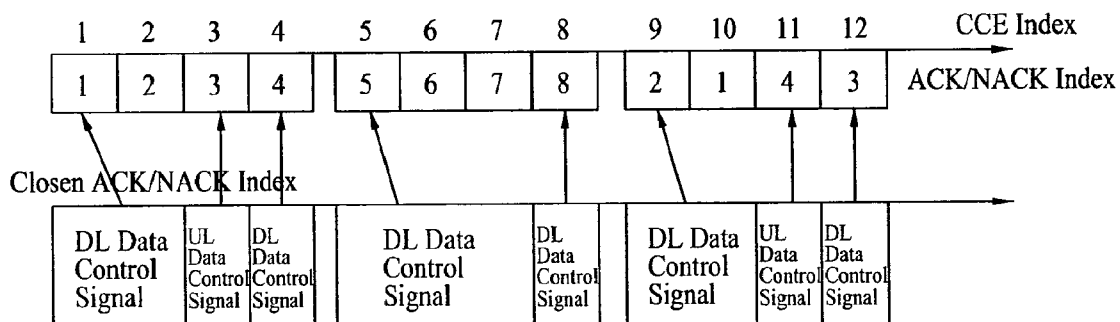 1 2 3 4 5 6 7 8 9 10 11 12 CCE Index
1 2 3 4 5 6 7 8 2 1 4 3 ACK/NACK Index
Closen ACK/NACK Index
DL Data
Control
Signal
UL
Data
Control
Signal
DL
Data
Control
Signal
DL Data
Control
Signal
DL
Data
Control
Signal
DL Data
Control
Signal
UL
Data
Control
Signal
DL
Data
Control
Signal